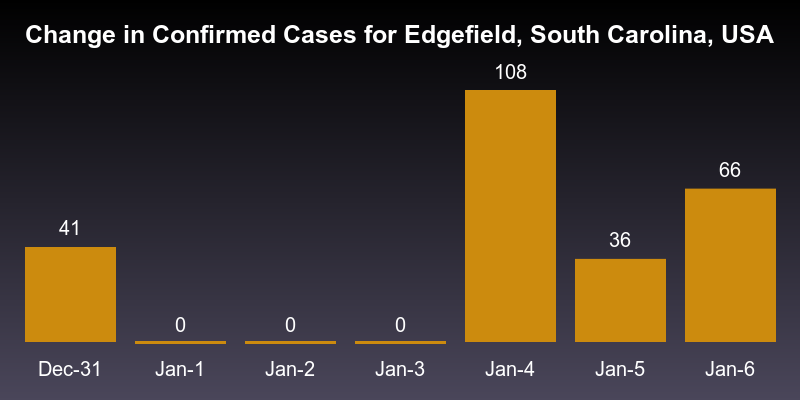 Change in Confirmed Cases for Edgefield, South Carolina, USA
108
66
41
36
0 0 0
Dec-31 Jan-1 Jan-2 Jan-3 Jan-4 Jan-5 Jan-6